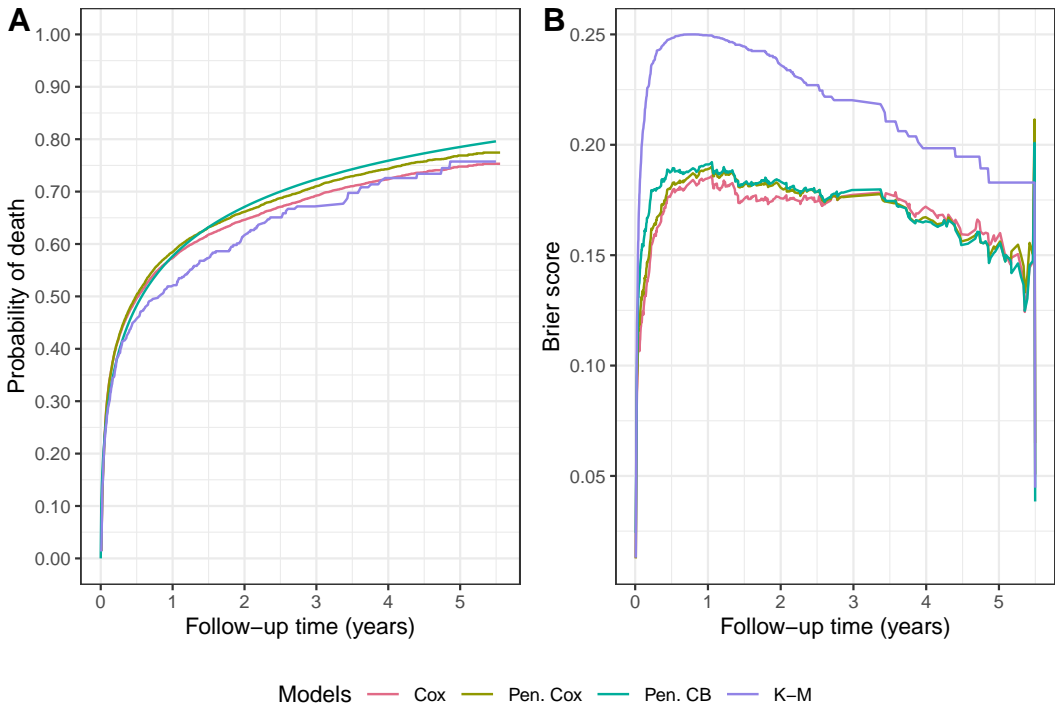 A
Probability of death
1.00
0.90
0.80
0.70
0.60
0.50
0.40
0.30
0.20
0.10
0.00
0 1 2 3 4 5
Follow−up time (years)
B
Brier score
0.25
0.20
0.15
0.10
0.05
0 1 2 3 4 5
Follow−up time (years)
Models Cox Pen. Cox Pen. CB K−M